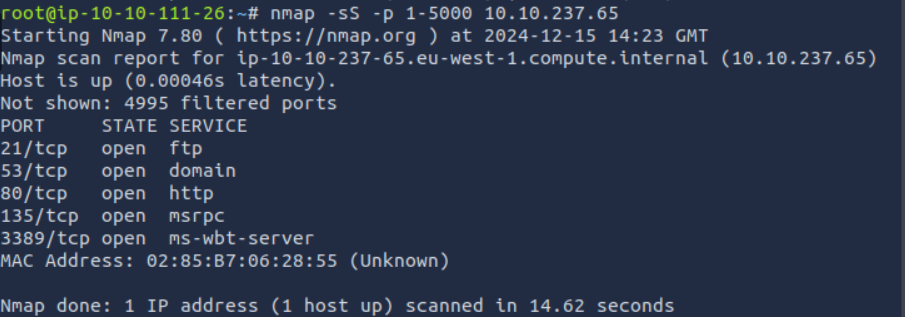 root@ip-10-10-111-26:~# nmap -sS -p 1-5000 10.10.237.65
Starting Nmap 7.80 ( https://nmap.org ) at 2024-12-15 14:23 GMT
Nmap scan report for ip-10-10-237-65.eu-west-1.compute.internal (10.10.237.65)
Host is up (0.00046s latency).
Not shown: 4995 filtered ports
PORT     STATE SERVICE
21/tcp   open  ftp
53/tcp   open  domain
80/tcp   open  http
135/tcp  open  msrpc
3389/tcp open  ms-wbt-server
MAC Address: 02:85:B7:06:28:55 (Unknown)

Nmap done: 1 IP address (1 host up) scanned in 14.62 seconds